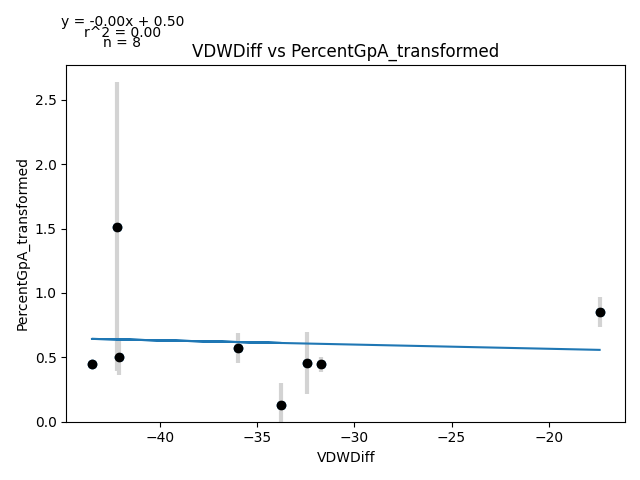 y = -0.00x + 0.50
r^2 = 0.00
n = 8
VDWDiff vs PercentGpA_transformed
PercentGpA_transformed
2.5
2.0
1.5
1.0
0.5
0.0
−40
−35
−30
−25
−20
VDWDiff